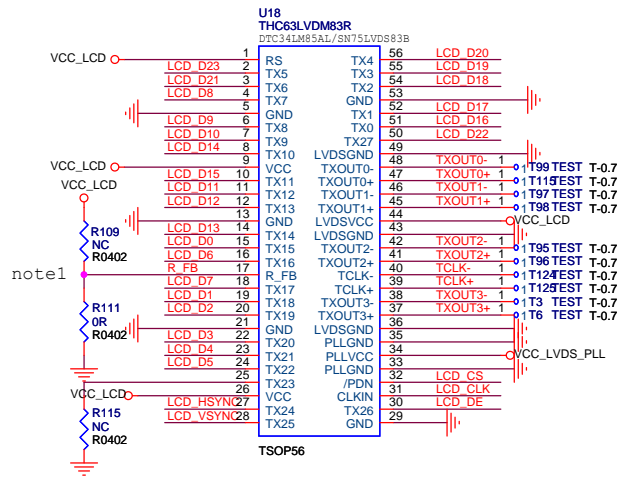 U18
THC63LVDM83R
DTC34LM85AL/SN75LVDS83B
VCC_LCD 1 RS TX4 56 LCD_D20
LCD_D23 2 TX5 TX3 55 LCD_D19
LCD_D21 3 TX6 TX2 54 LCD_D18
LCD_D8 4 TX7 GND 53
5 GND TX1 52 LCD_D17
LCD_D9 6 TX8 TX0 51 LCD_D16
LCD_D10 7 TX9 TX27 50 LCD_D22
LCD_D14 8 TX10 LVDSGND 49
VCC_LCD 9 VCC TXOUT0- 48 TXOUT0- 1 1 T99 TEST T-0.7
LCD_D15 10 TX11 TXOUT0+ 47 TXOUT0+ 1 1 T115 TEST T-0.7
VCC_LCD LCD_D11 11 TX12 TXOUT1- 46 TXOUT1- 1 1 T97 TEST T-0.7
LCD_D12 12 TX13 TXOUT1+ 45 TXOUT1+ 1 1 T98 TEST T-0.7
13 GND LVDSVCC 44 VCC_LCD
R109 LCD_D13 14 TX14 LVDSGND 43
NC LCD_D0 15 TX15 TXOUT2- 42 TXOUT2- 1 1 T95 TEST T-0.7
R0402 LCD_D6 16 TX16 TXOUT2+ 41 TXOUT2+ 1 1 T96 TEST T-0.7
note1 R_FB 17 R_FB TCLK- 40 TCLK- 1 1 T124 TEST T-0.7
LCD_D7 18 TX17 TCLK+ 39 TCLK+ 1 1 T125 TEST T-0.7
R111 LCD_D1 19 TX18 TXOUT3- 38 TXOUT3- 1 1 T3 TEST T-0.7
0R LCD_D2 20 TX19 TXOUT3+ 37 TXOUT3+ 1 1 T6 TEST T-0.7
R0402 21 GND LVDSGND 36
LCD_D3 22 TX20 PLLGND 35
LCD_D4 23 TX21 PLLVCC 34 VCC_LVDS_PLL
LCD_D5 24 TX22 PLLGND 33
25 TX23 /PDN 32 LCD_CS
VCC_LCD 26 VCC CLKIN 31 LCD_CLK
R115 LCD_HSYNC 27 TX24 TX26 30 LCD_DE
NC LCD_VSYNC 28 TX25 GND 29
R0402
TSOP56